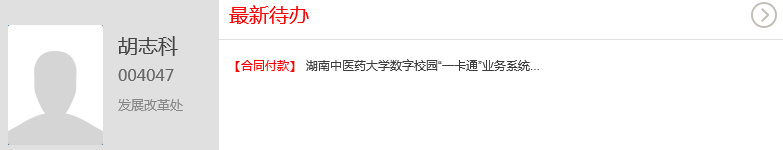 胡志科
004047
发展改革处
最新待办
【合同付款】 湖南中医药大学数字校园“一卡通”业务系统...